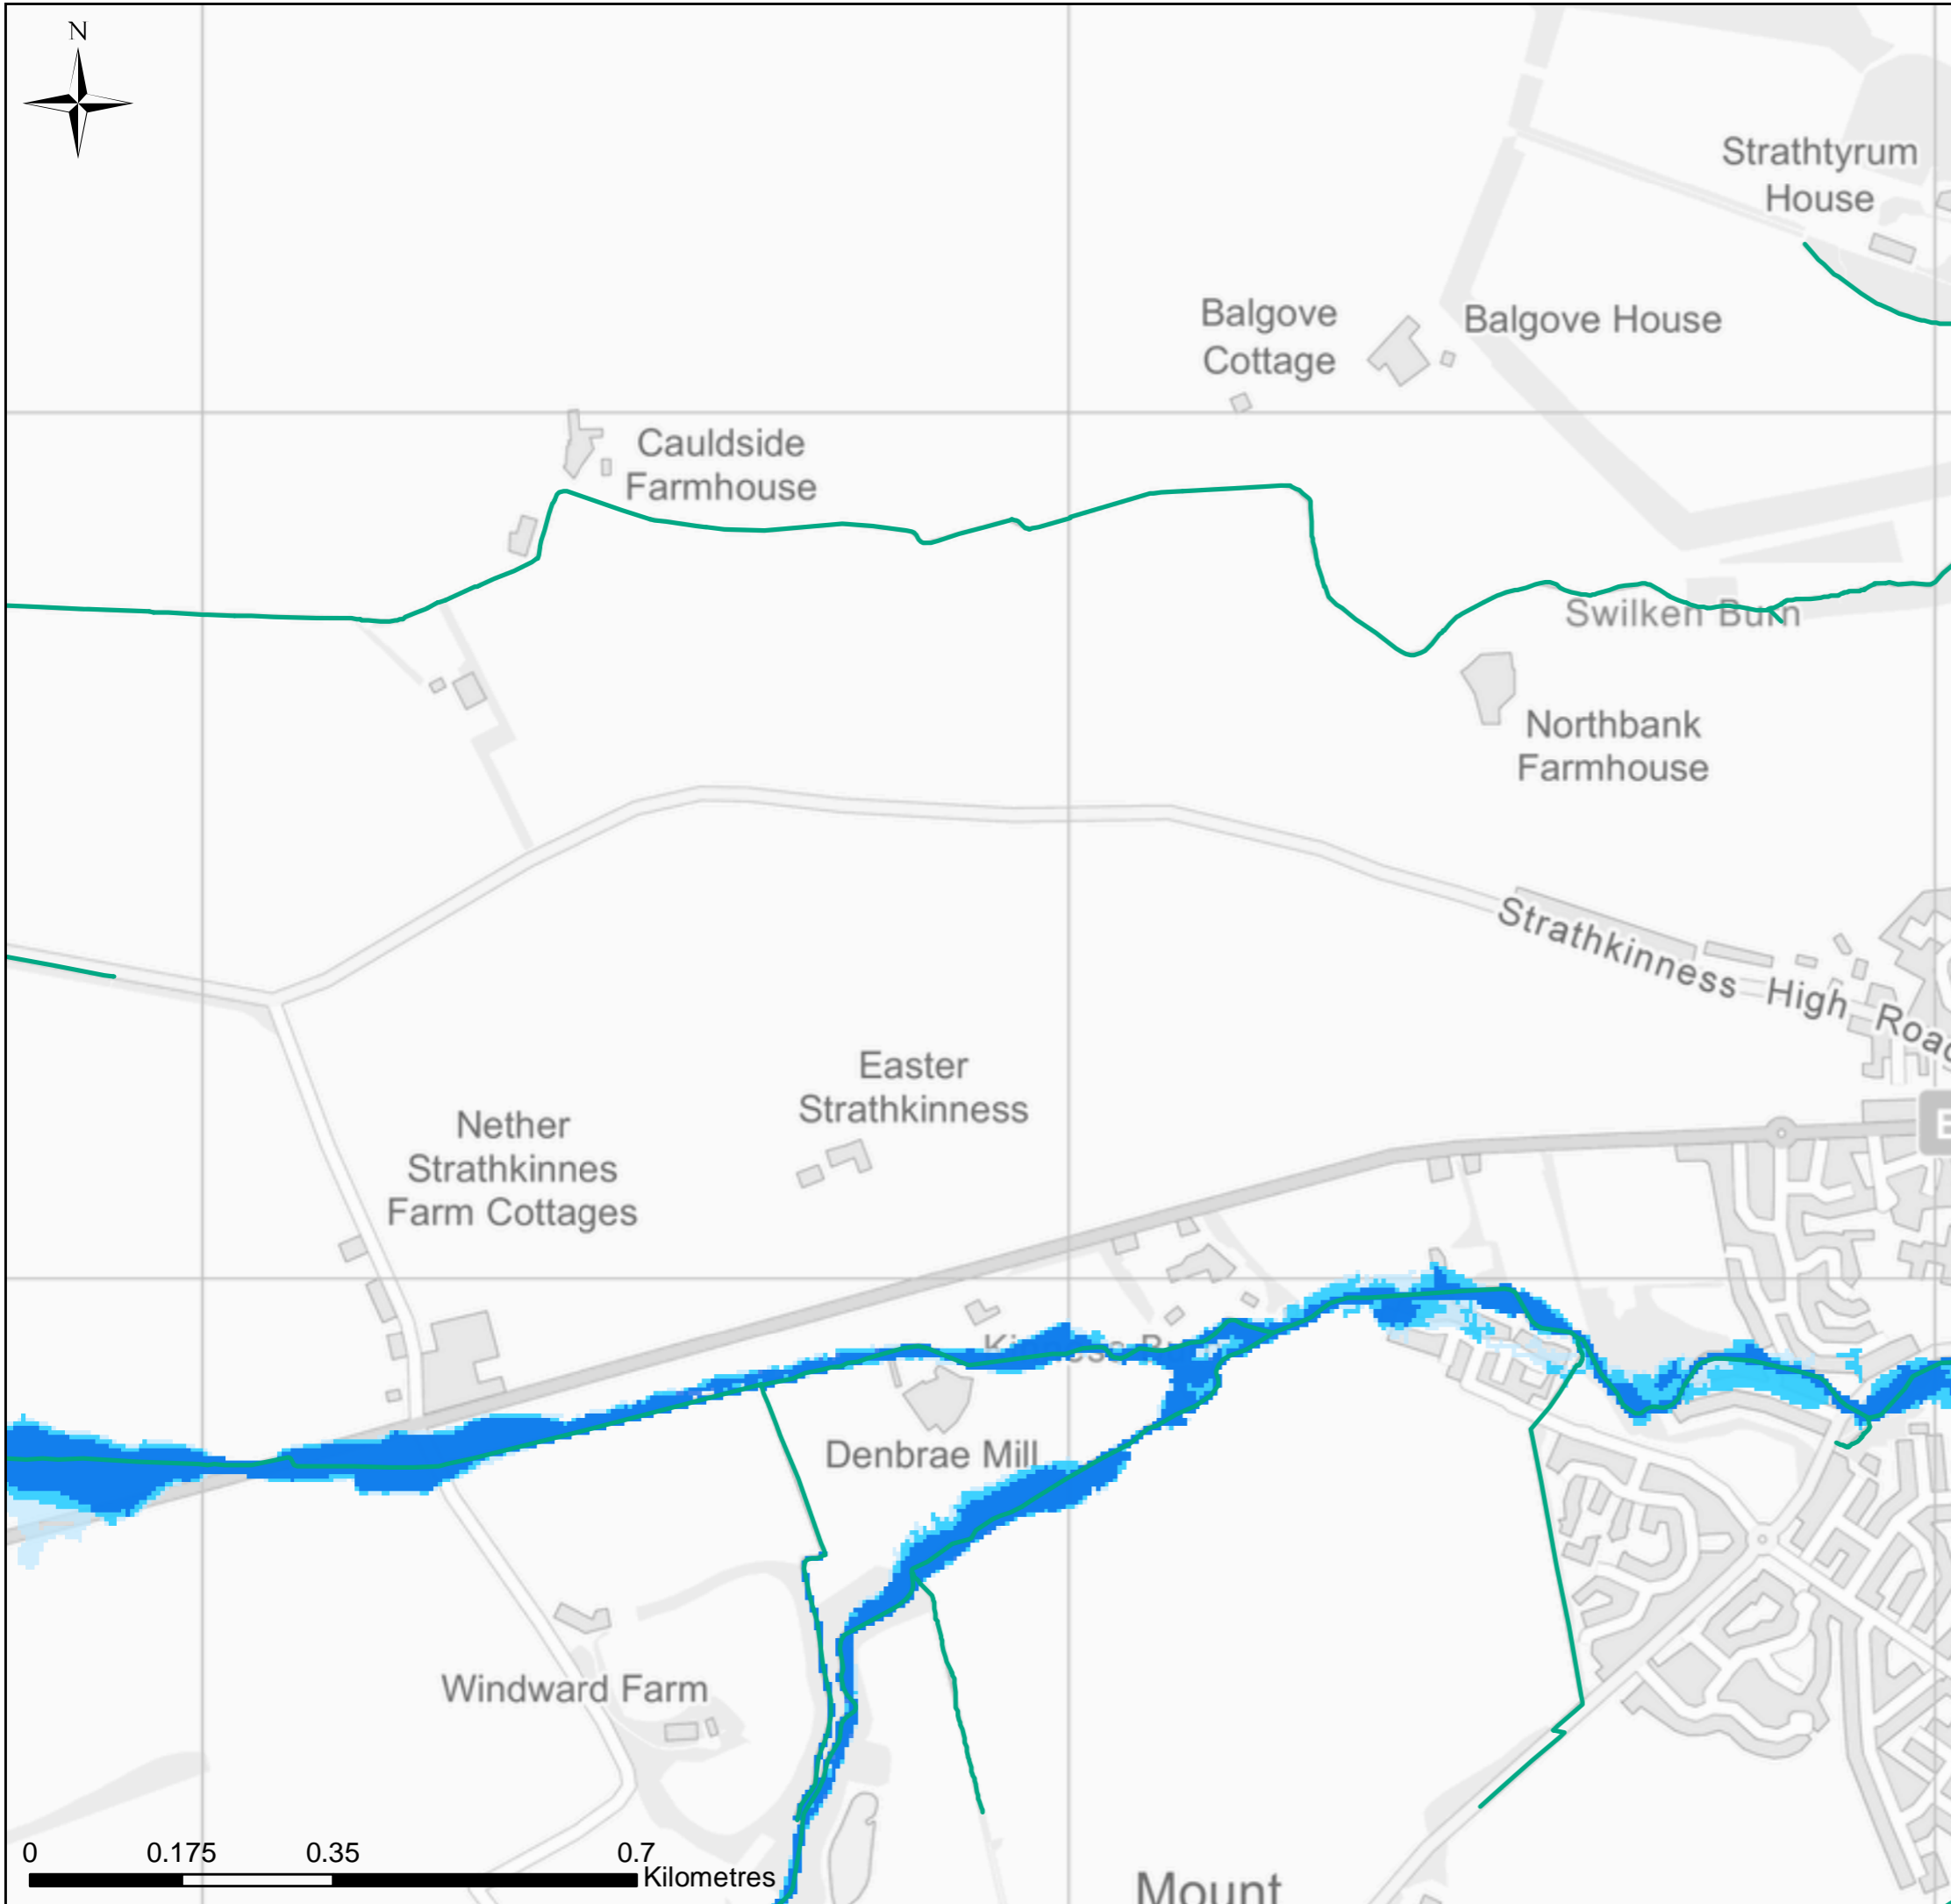 N
Strathtyrum
House
Balgove
Cottage
Balgove House
Cauldside
Farmhouse
Swilken Burn
Northbank
Farmhouse
Strathkinness High Road
Easter
Strathkinness
Nether
Strathkinnes
Farm Cottages
Denbrae Mill
Windward Farm
0 0.175 0.35 0.7
Kilometres
Mount